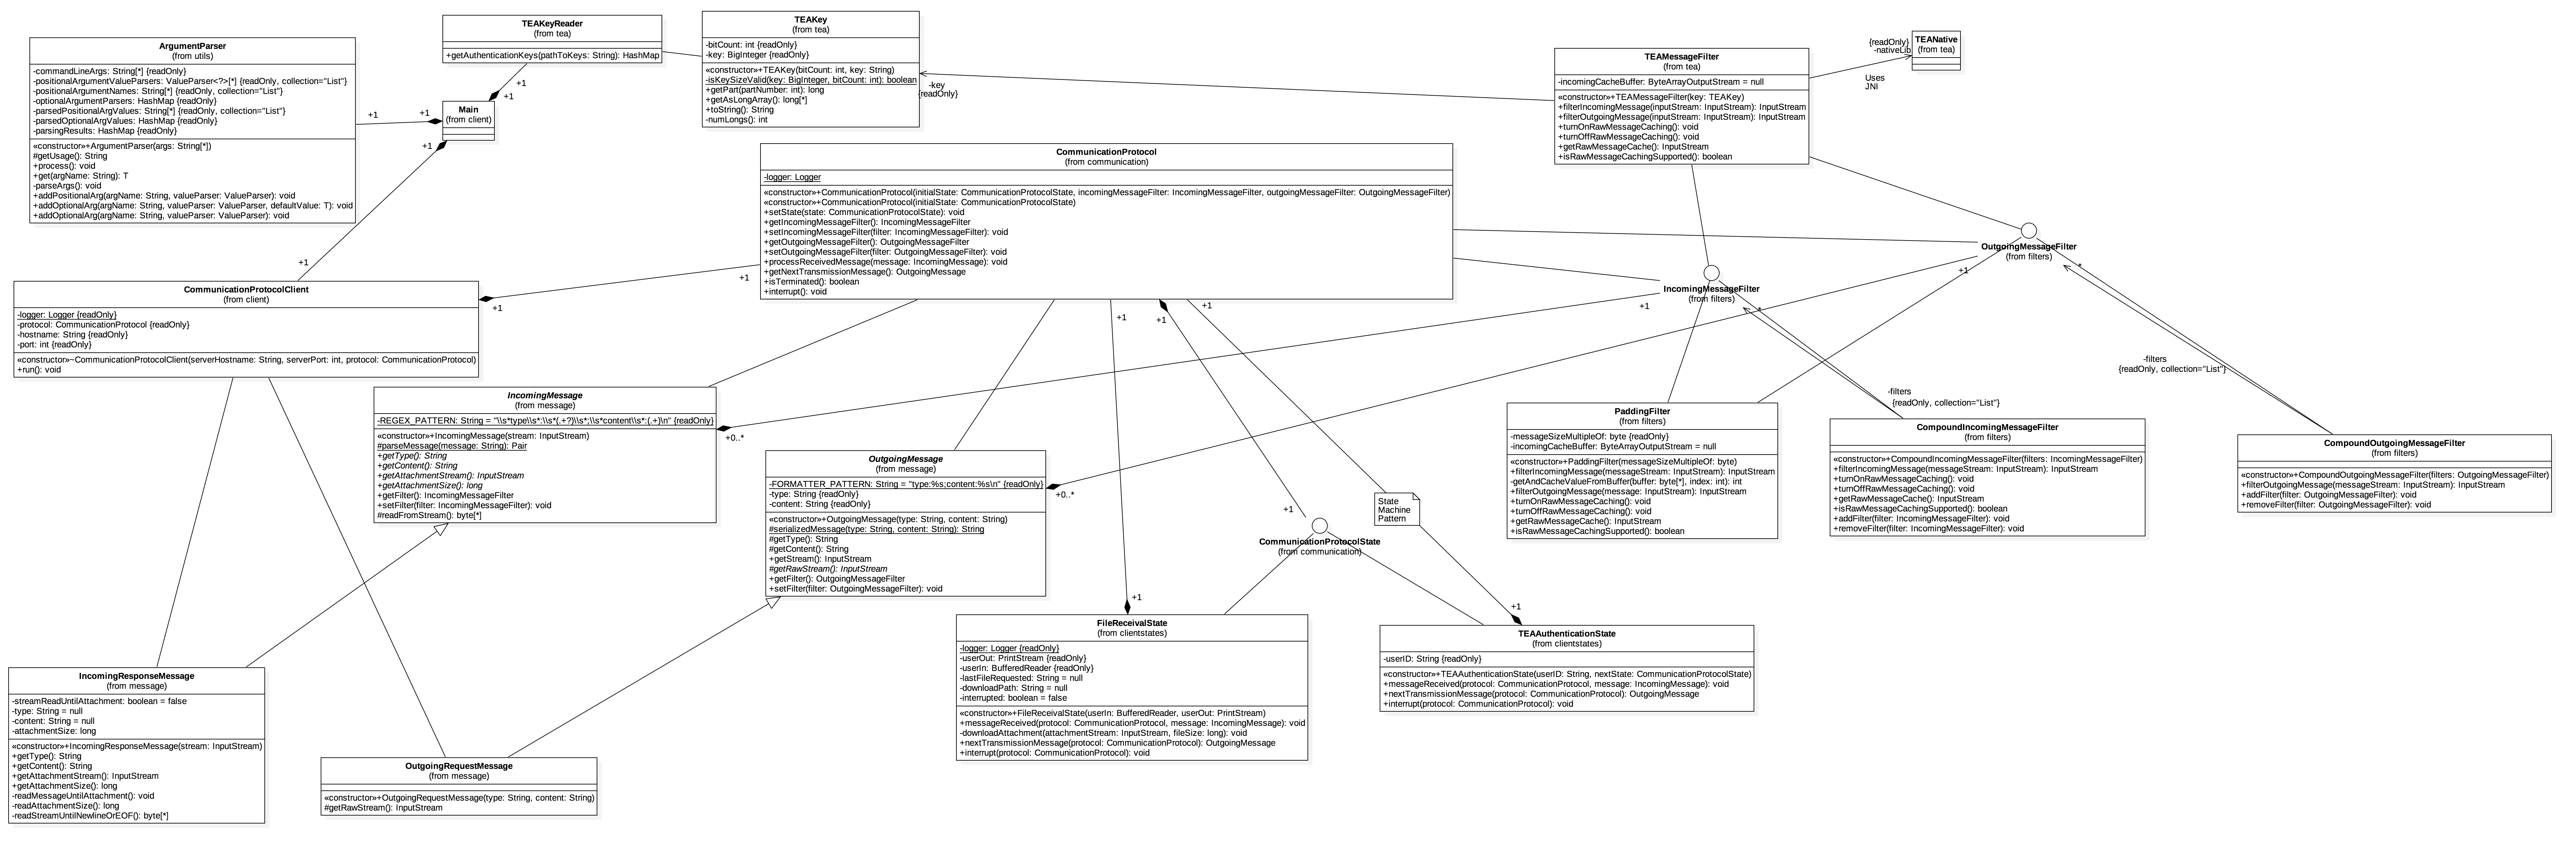 ArgumentParser
(from utils)
-commandLineArgs: String[*] {readOnly}
-positionalArgumentValueParsers: ValueParser<?>[*] {readOnly, collection="List"}
-positionalArgumentNames: String[*] {readOnly, collection="List"}
-optionalArgumentParsers: HashMap {readOnly}
-parsedPositionalArgValues: String[*] {readOnly, collection="List"}
-parsedOptionalArgValues: HashMap {readOnly}
-parsingResults: HashMap {readOnly}
«constructor»+ArgumentParser(args: String[*])
#getUsage(): String
+process(): void
+get(argName: String): T
-parseArgs(): void
+addPositionalArg(argName: String, valueParser: ValueParser): void
+addOptionalArg(argName: String, valueParser: ValueParser, defaultValue: T): void
+addOptionalArg(argName: String, valueParser: ValueParser): void
TEAKeyReader
(from tea)
+getAuthenticationKeys(pathToKeys: String): HashMap
+1
+1
Main
(from client)
+1
+1
+1
+1
TEAKey
(from tea)
-bitCount: int {readOnly}
-key: BigInteger {readOnly}
«constructor»+TEAKey(bitCount: int, key: String)
-isKeySizeValid(key: BigInteger, bitCount: int): boolean
+getPart(partNumber: int): long
+getAsLongArray(): long[*]
+toString(): String
-numLongs(): int
-key
{readOnly}
TEAMessageFilter
(from tea)
-incomingCacheBuffer: ByteArrayOutputStream = null
«constructor»+TEAMessageFilter(key: TEAKey)
+filterIncomingMessage(inputStream: InputStream): InputStream
+filterOutgoingMessage(inputStream: InputStream): InputStream
+turnOnRawMessageCaching(): void
+turnOffRawMessageCaching(): void
+getRawMessageCache(): InputStream
+isRawMessageCachingSupported(): boolean
{readOnly}
-nativeLib
Uses
JNI
TEANative
(from tea)
CommunicationProtocol
(from communication)
-logger: Logger
«constructor»+CommunicationProtocol(initialState: CommunicationProtocolState, incomingMessageFilter: IncomingMessageFilter, outgoingMessageFilter: OutgoingMessageFilter)
«constructor»+CommunicationProtocol(initialState: CommunicationProtocolState)
+setState(state: CommunicationProtocolState): void
+getIncomingMessageFilter(): IncomingMessageFilter
+setIncomingMessageFilter(filter: IncomingMessageFilter): void
+getOutgoingMessageFilter(): OutgoingMessageFilter
+setOutgoingMessageFilter(filter: OutgoingMessageFilter): void
+processReceivedMessage(message: IncomingMessage): void
+getNextTransmissionMessage(): OutgoingMessage
+isTerminated(): boolean
+interrupt(): void
+1
+1
CommunicationProtocolClient
(from client)
-logger: Logger {readOnly}
-protocol: CommunicationProtocol {readOnly}
-hostname: String {readOnly}
-port: int {readOnly}
«constructor»~CommunicationProtocolClient(serverHostname: String, serverPort: int, protocol: CommunicationProtocol)
+run(): void
OutgoingMessageFilter
(from filters)
+1
*
IncomingMessageFilter
(from filters)
+1
*
-filters
{readOnly, collection="List"}
-filters
{readOnly, collection="List"}
+1
+1
+1
IncomingMessage
(from message)
-REGEX_PATTERN: String = "\\s*type\\s*:\\s*(.+?)\\s*;\\s*content\\s*:(.+)\n" {readOnly}
«constructor»+IncomingMessage(stream: InputStream)
#parseMessage(message: String): Pair
+getType(): String
+getContent(): String
+getAttachmentStream(): InputStream
+getAttachmentSize(): long
+getFilter(): IncomingMessageFilter
+setFilter(filter: IncomingMessageFilter): void
#readFromStream(): byte[*]
+0..*
OutgoingMessage
(from message)
-FORMATTER_PATTERN: String = "type:%s;content:%s\n" {readOnly}
-type: String {readOnly}
-content: String {readOnly}
«constructor»+OutgoingMessage(type: String, content: String)
#serializedMessage(type: String, content: String): String
#getType(): String
#getContent(): String
+getStream(): InputStream
#getRawStream(): InputStream
+getFilter(): OutgoingMessageFilter
+setFilter(filter: OutgoingMessageFilter): void
+0..*
State
Machine
Pattern
+1
CommunicationProtocolState
(from communication)
PaddingFilter
(from filters)
-messageSizeMultipleOf: byte {readOnly}
-incomingCacheBuffer: ByteArrayOutputStream = null
«constructor»+PaddingFilter(messageSizeMultipleOf: byte)
+filterIncomingMessage(messageStream: InputStream): InputStream
-getAndCacheValueFromBuffer(buffer: byte[*], index: int): int
+filterOutgoingMessage(message: InputStream): InputStream
+turnOnRawMessageCaching(): void
+turnOffRawMessageCaching(): void
+getRawMessageCache(): InputStream
+isRawMessageCachingSupported(): boolean
CompoundIncomingMessageFilter
(from filters)
«constructor»+CompoundIncomingMessageFilter(filters: IncomingMessageFilter)
+filterIncomingMessage(messageStream: InputStream): InputStream
+turnOnRawMessageCaching(): void
+turnOffRawMessageCaching(): void
+getRawMessageCache(): InputStream
+isRawMessageCachingSupported(): boolean
+addFilter(filter: IncomingMessageFilter): void
+removeFilter(filter: IncomingMessageFilter): void
CompoundOutgoingMessageFilter
(from filters)
«constructor»+CompoundOutgoingMessageFilter(filters: OutgoingMessageFilter)
+filterOutgoingMessage(messageStream: InputStream): InputStream
+addFilter(filter: OutgoingMessageFilter): void
+removeFilter(filter: OutgoingMessageFilter): void
+1
FileReceivalState
(from clientstates)
-logger: Logger {readOnly}
-userOut: PrintStream {readOnly}
-userIn: BufferedReader {readOnly}
-lastFileRequested: String = null
-downloadPath: String = null
-interrupted: boolean = false
«constructor»+FileReceivalState(userIn: BufferedReader, userOut: PrintStream)
+messageReceived(protocol: CommunicationProtocol, message: IncomingMessage): void
-downloadAttachment(attachmentStream: InputStream, fileSize: long): void
+nextTransmissionMessage(protocol: CommunicationProtocol): OutgoingMessage
+interrupt(protocol: CommunicationProtocol): void
+1
TEAAuthenticationState
(from clientstates)
-userID: String {readOnly}
«constructor»+TEAAuthenticationState(userID: String, nextState: CommunicationProtocolState)
+messageReceived(protocol: CommunicationProtocol, message: IncomingMessage): void
+nextTransmissionMessage(protocol: CommunicationProtocol): OutgoingMessage
+interrupt(protocol: CommunicationProtocol): void
IncomingResponseMessage
(from message)
-streamReadUntilAttachment: boolean = false
-type: String = null
-content: String = null
-attachmentSize: long
«constructor»+IncomingResponseMessage(stream: InputStream)
+getType(): String
+getContent(): String
+getAttachmentStream(): InputStream
+getAttachmentSize(): long
-readMessageUntilAttachment(): void
-readAttachmentSize(): long
-readStreamUntilNewlineOrEOF(): byte[*]
OutgoingRequestMessage
(from message)
«constructor»+OutgoingRequestMessage(type: String, content: String)
#getRawStream(): InputStream